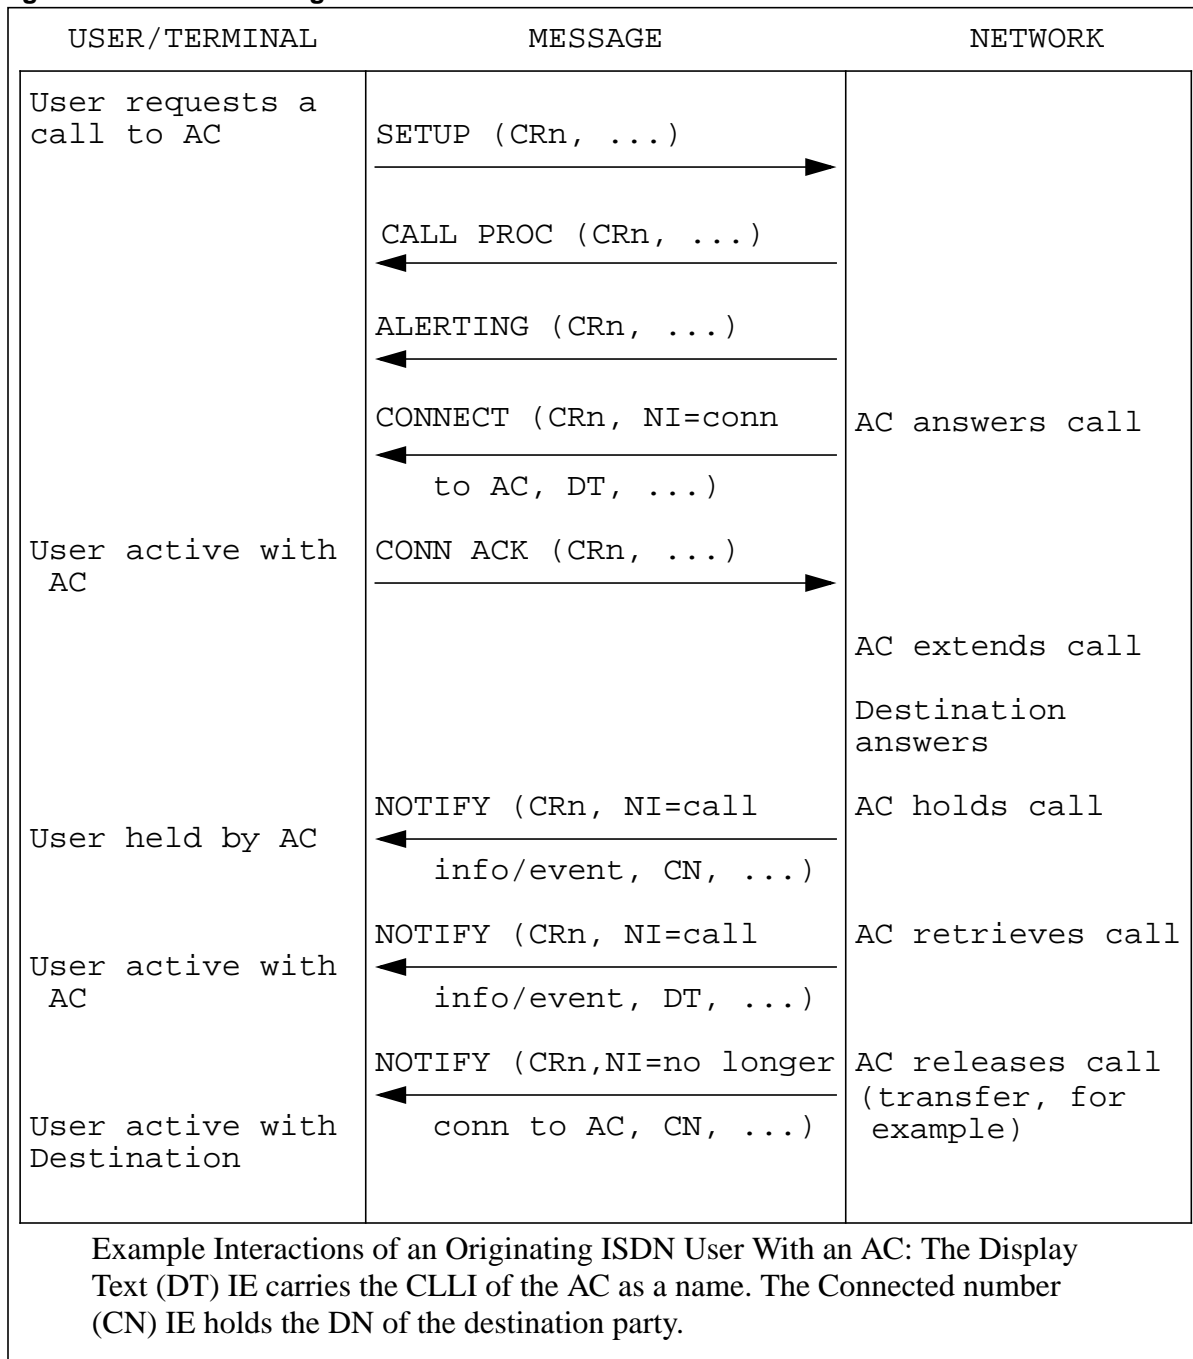 USER/TERMINAL MESSAGE NETWORK
User requests a
call to AC SETUP (CRn, ...)
CALL PROC (CRn, ...)
ALERTING (CRn, ...)
CONNECT (CRn, NI=conn AC answers call
to AC, DT, ...)
User active with CONN ACK (CRn, ...)
AC
AC extends call
Destination
answers
NOTIFY (CRn, NI=call AC holds call
User held by AC
info/event, CN, ...)
NOTIFY (CRn, NI=call AC retrieves call
User active with
AC info/event, DT, ...)
NOTIFY (CRn,NI=no longer AC releases call
(transfer, for
User active with conn to AC, CN, ...) example)
Destination
Example Interactions of an Originating ISDN User With an AC: The Display
Text (DT) IE carries the CLLI of the AC as a name. The Connected number
(CN) IE holds the DN of the destination party.